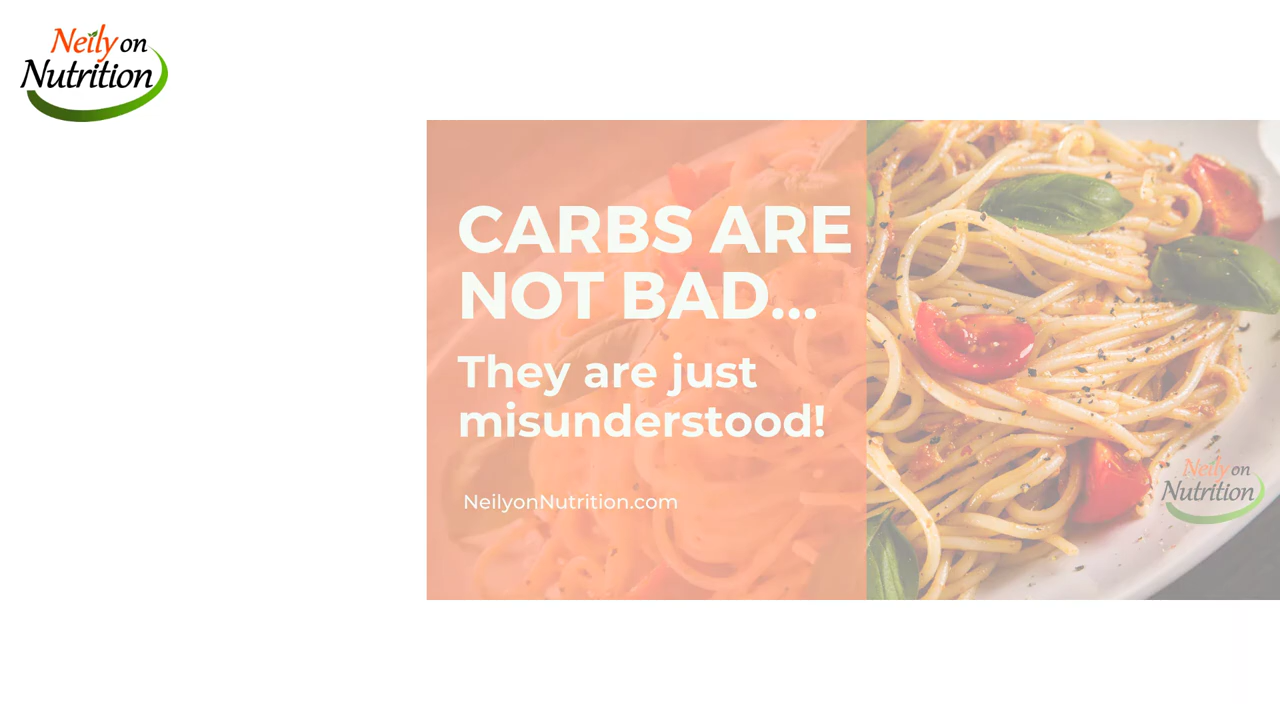 Neily on
Nutrition
CARBS ARE
NOT BAD...
They are just
misunderstood!
NeilyonNutrition.com
Neily on
Nutrition